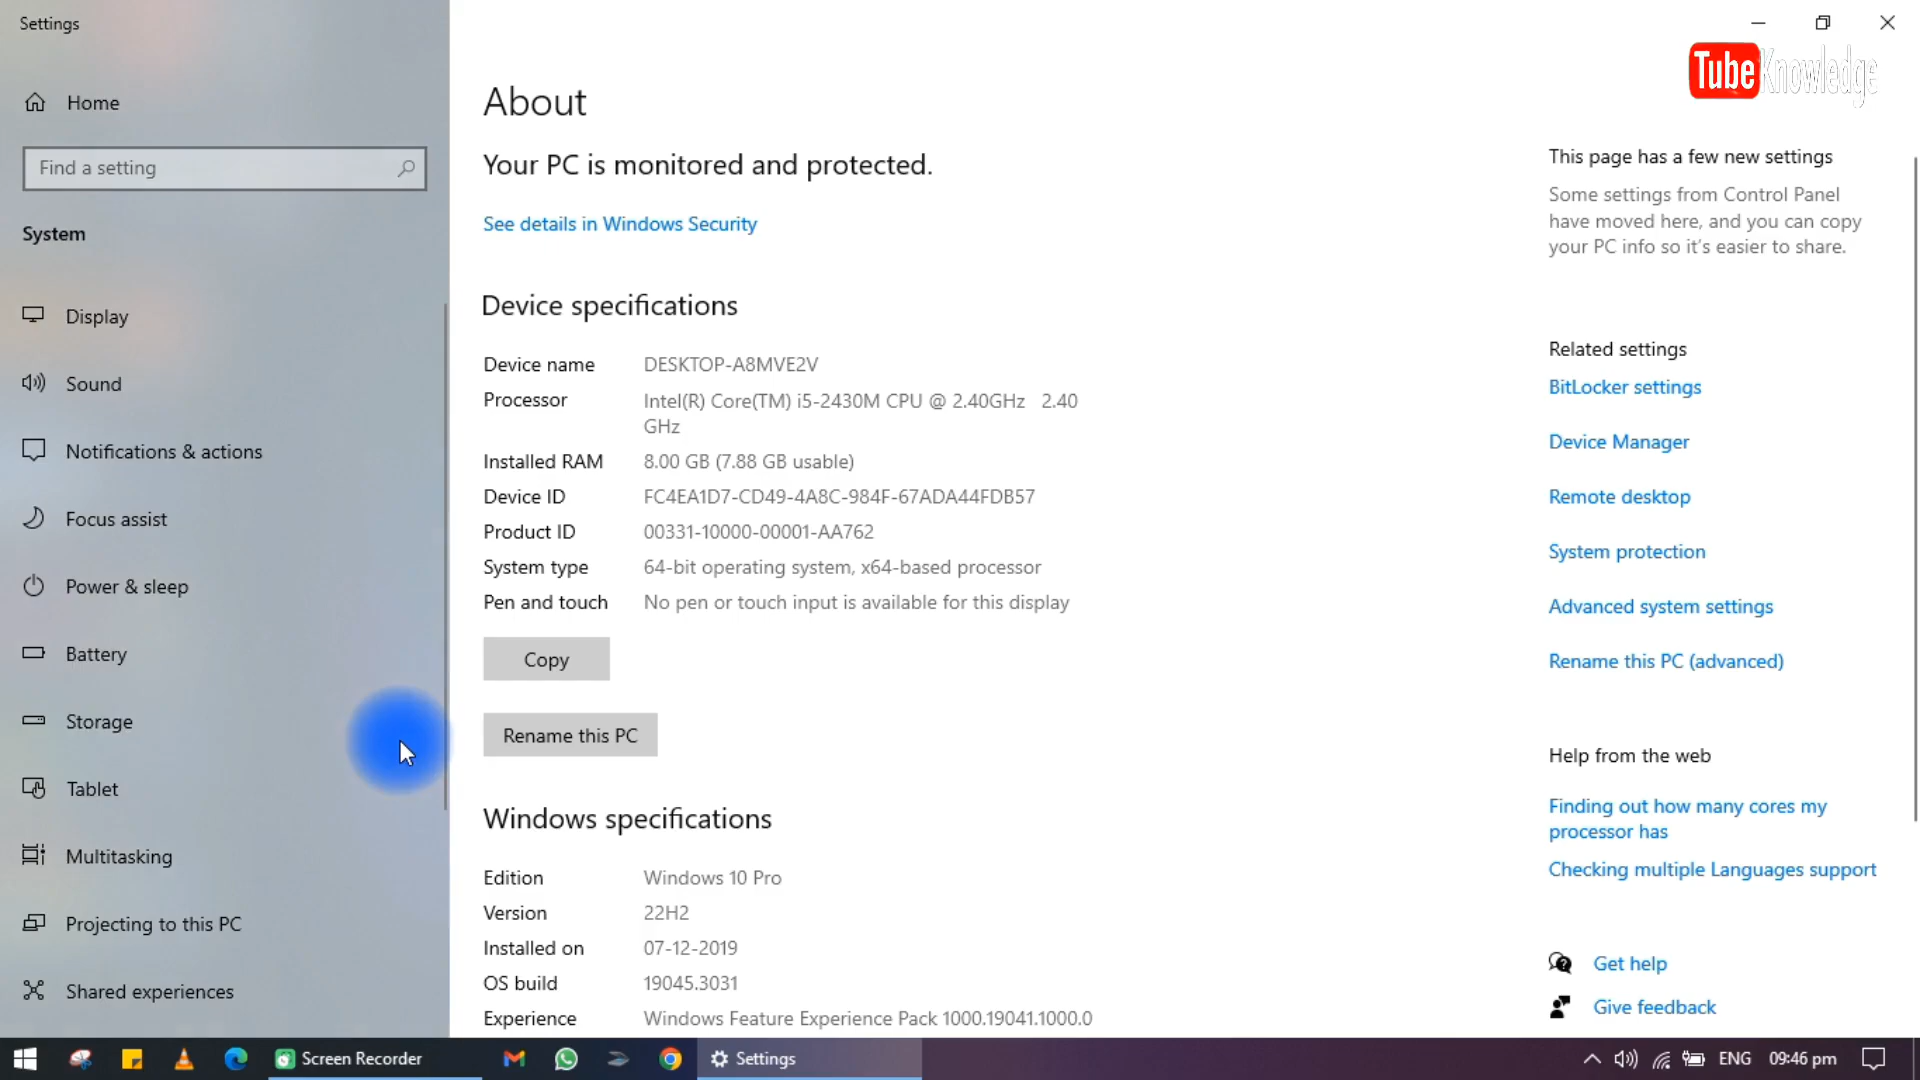 Settings
TubeKnowledge
Home
Find a setting
System
Display
Sound
Notifications & actions
Focus assist
Power & sleep
Battery
Storage
Tablet
Multitasking
Projecting to this PC
Shared experiences
About
Your PC is monitored and protected.
See details in Windows Security
Device specifications
Device name DESKTOP-A8MVE2V
Processor Intel(R) Core(TM) i5-2430M CPU @ 2.40GHz 2.40
GHz
Installed RAM 8.00 GB (7.88 GB usable)
Device ID FC4EA1D7-CD49-4A8C-984F-67ADA44FDB57
Product ID 00331-10000-00001-AA762
System type 64-bit operating system, x64-based processor
Pen and touch No pen or touch input is available for this display
Copy
Rename this PC
Windows specifications
Edition Windows 10 Pro
Version 22H2
Installed on 07-12-2019
OS build 19045.3031
Experience Windows Feature Experience Pack 1000.19041.1000.0
This page has a few new settings
Some settings from Control Panel
have moved here, and you can copy
your PC info so it's easier to share.
Related settings
BitLocker settings
Device Manager
Remote desktop
System protection
Advanced system settings
Rename this PC (advanced)
Help from the web
Finding out how many cores my
processor has
Checking multiple Languages support
Get help
Give feedback
Screen Recorder
Settings
ENG 09:46 pm